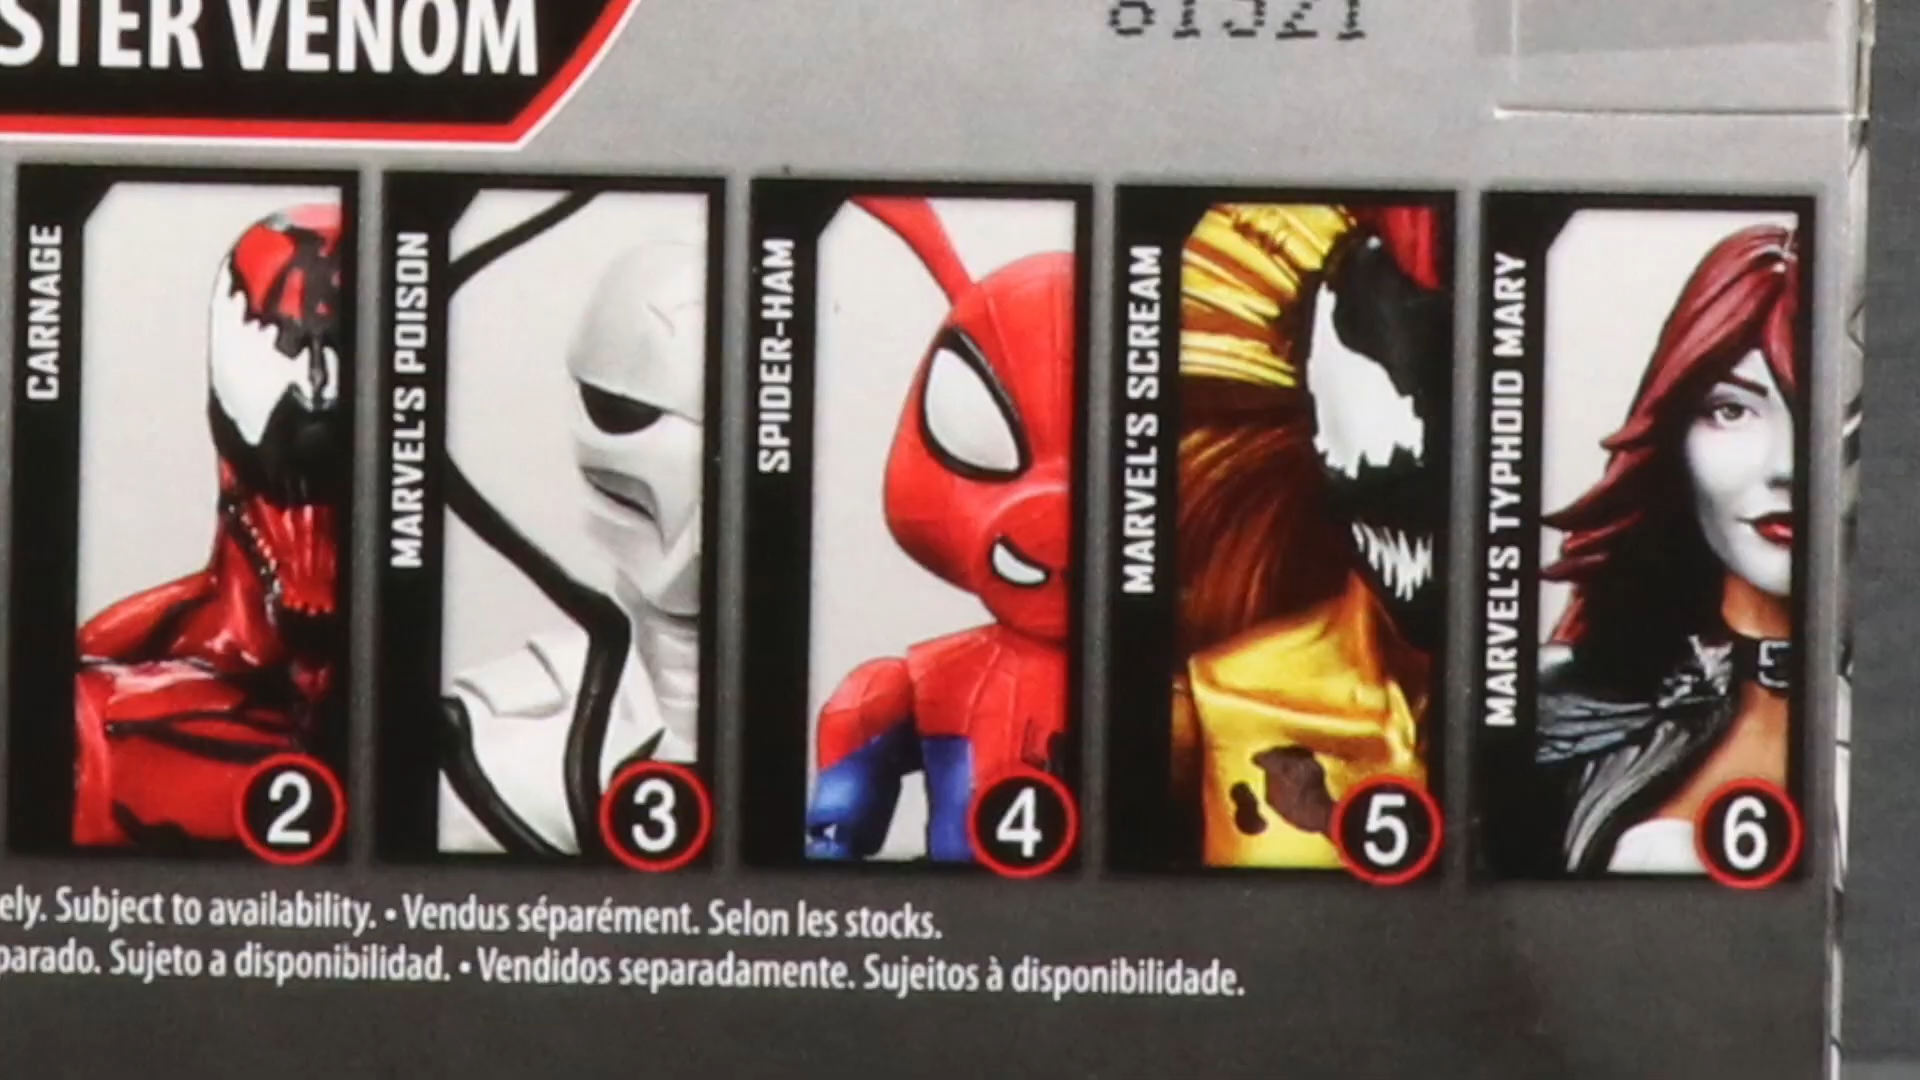 STER VENOM
CARNAGE
2
MARVEL'S POISON
3
SPIDER-HAM
4
MARVEL'S SCREAM
5
MARVEL'S TYPHOID MARY
6
ely. Subject to availability. • Vendus séparément. Selon les stocks.
parado. Sujeto a disponibilidad. • Vendidos separadamente. Sujeitos à disponibilidade.